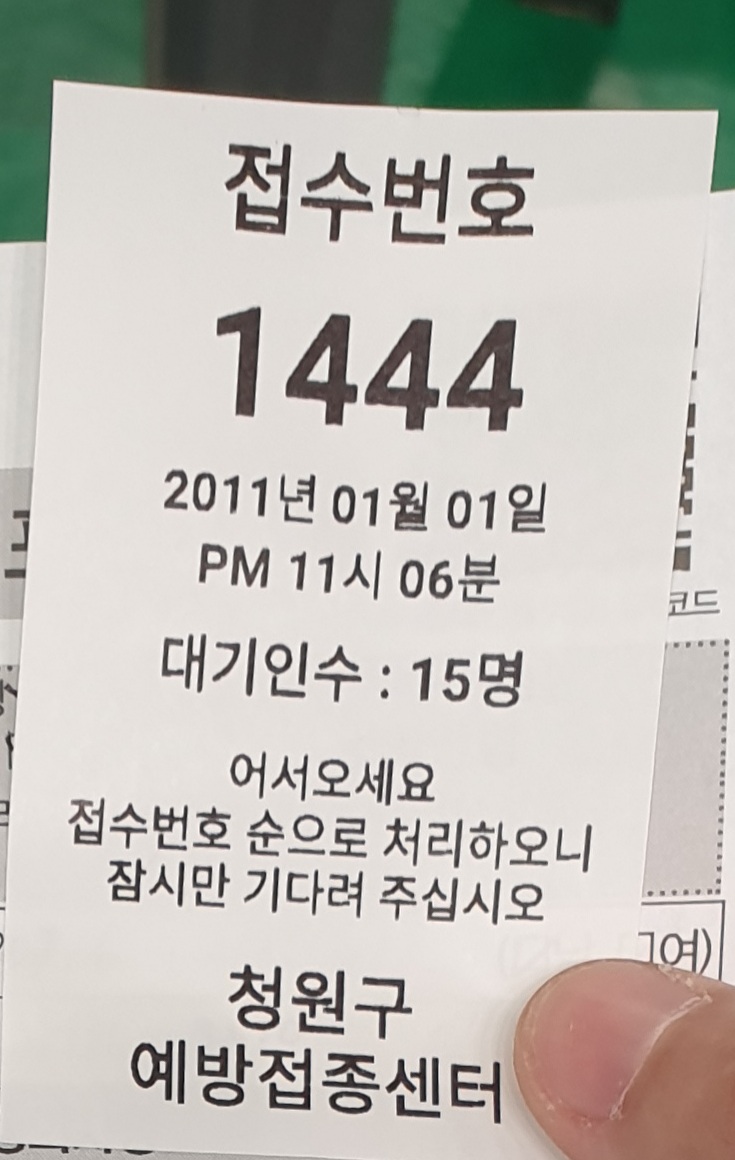 접수번호
1444
2011년 01월 01일
PM 11시 06분
대기인수 : 15명
어서오세요
접수번호 순으로 처리하오니
잠시만 기다려 주십시오
청원구
예방접종센터
코드